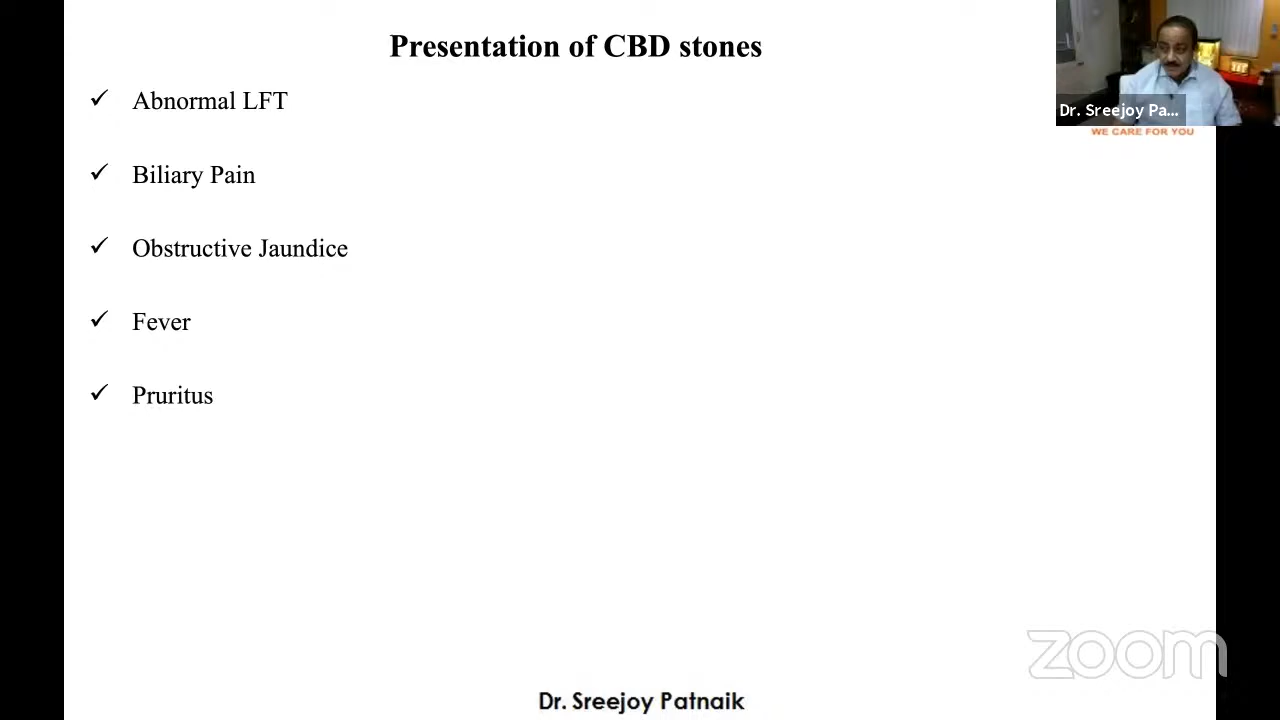 Presentation of CBD stones
Dr. Sreejoy Pa...
WE CARE FOR YOU
✓ Abnormal LFT
✓ Biliary Pain
✓ Obstructive Jaundice
✓ Fever
✓ Pruritus
zoom
Dr. Sreejoy Patnaik